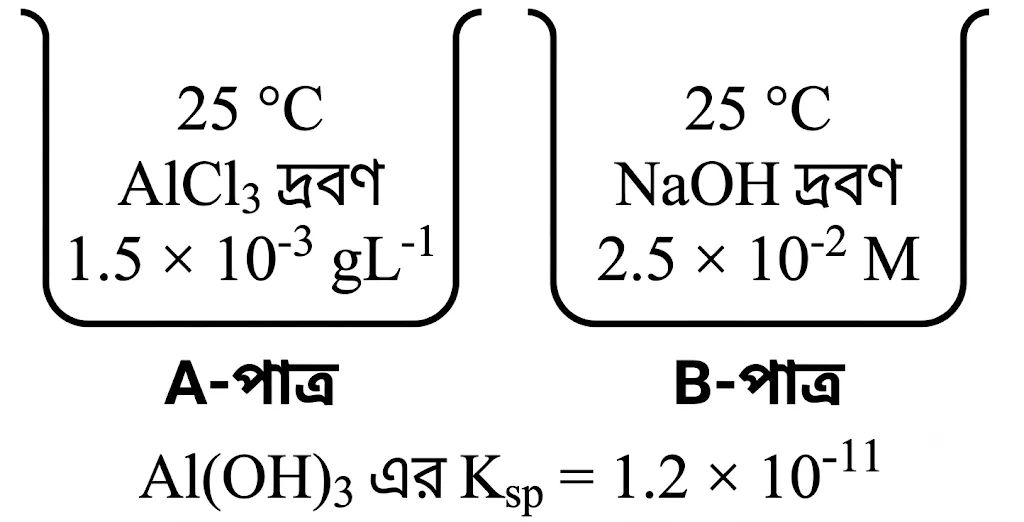 25 °C
AlCl₃ দ্রবণ
1.5 × 10⁻³ gL⁻¹
A-পাত্র
25 °C
NaOH দ্রবণ
2.5 × 10⁻² M
B-পাত্র
Al(OH)₃ এর Kₛₚ = 1.2 × 10⁻¹¹